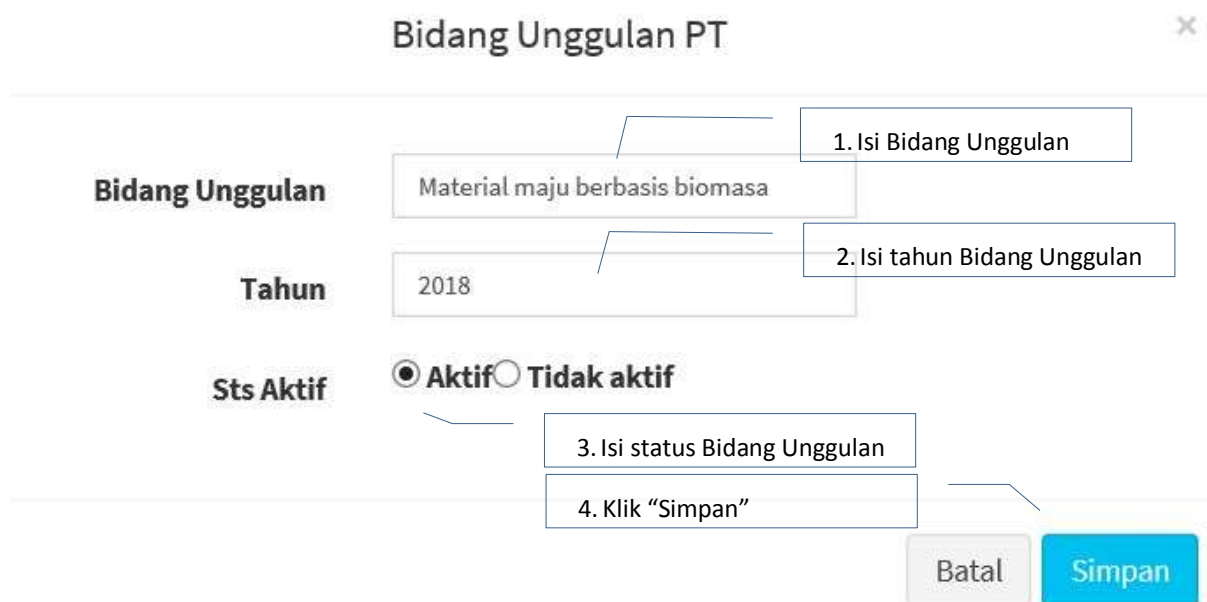 Bidang Unggulan PT ×
1. Isi Bidang Unggulan
Bidang Unggulan Material maju berbasis biomasa
2. Isi tahun Bidang Unggulan
Tahun 2018
Sts Aktif Aktif Tidak aktif
3. Isi status Bidang Unggulan
4. Klik “Simpan”
Batal Simpan